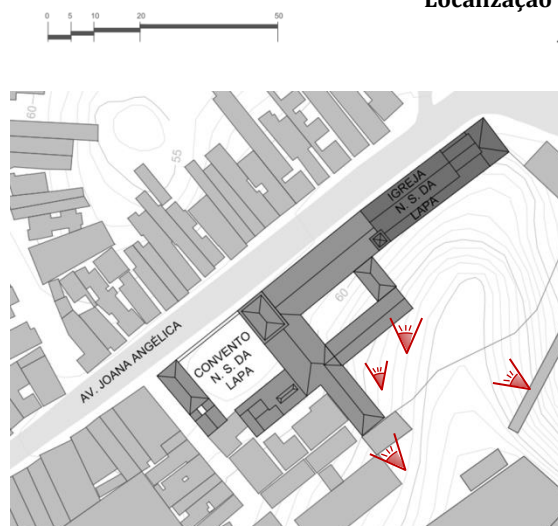 Localização
0 5 10 20 50
60
55
IGREJA
N. S. DA
LAPA
60
CONVENTO
N. S. DA
LAPA
AV. JOANA ANGÉLICA